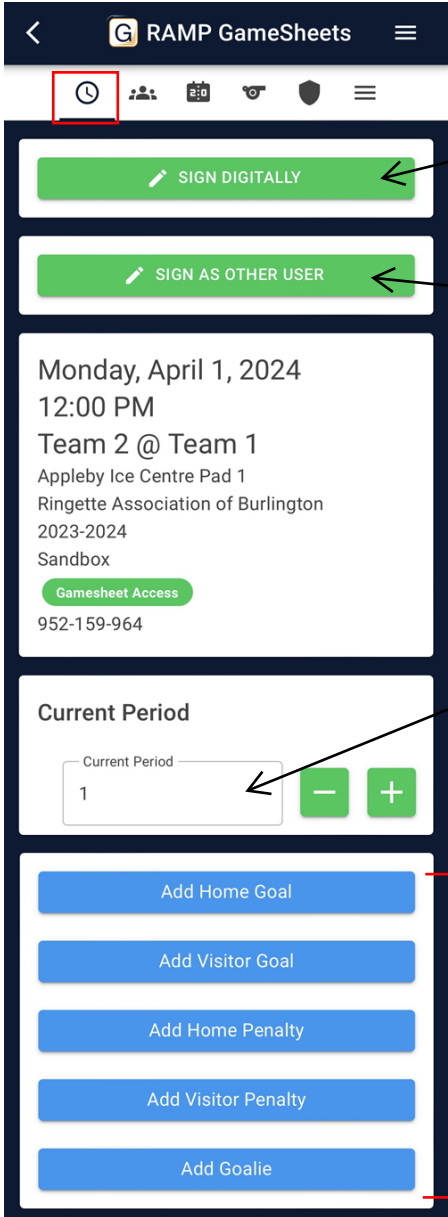 G RAMP GameSheets
2:0
SIGN DIGITALLY
SIGN AS OTHER USER
Monday, April 1, 2024
12:00 PM
Team 2 @ Team 1
Appleby Ice Centre Pad 1
Ringette Association of Burlington
2023-2024
Sandbox
Gamesheet Access
952-159-964
Current Period
Current Period
1
Add Home Goal
Add Visitor Goal
Add Home Penalty
Add Visitor Penalty
Add Goalie